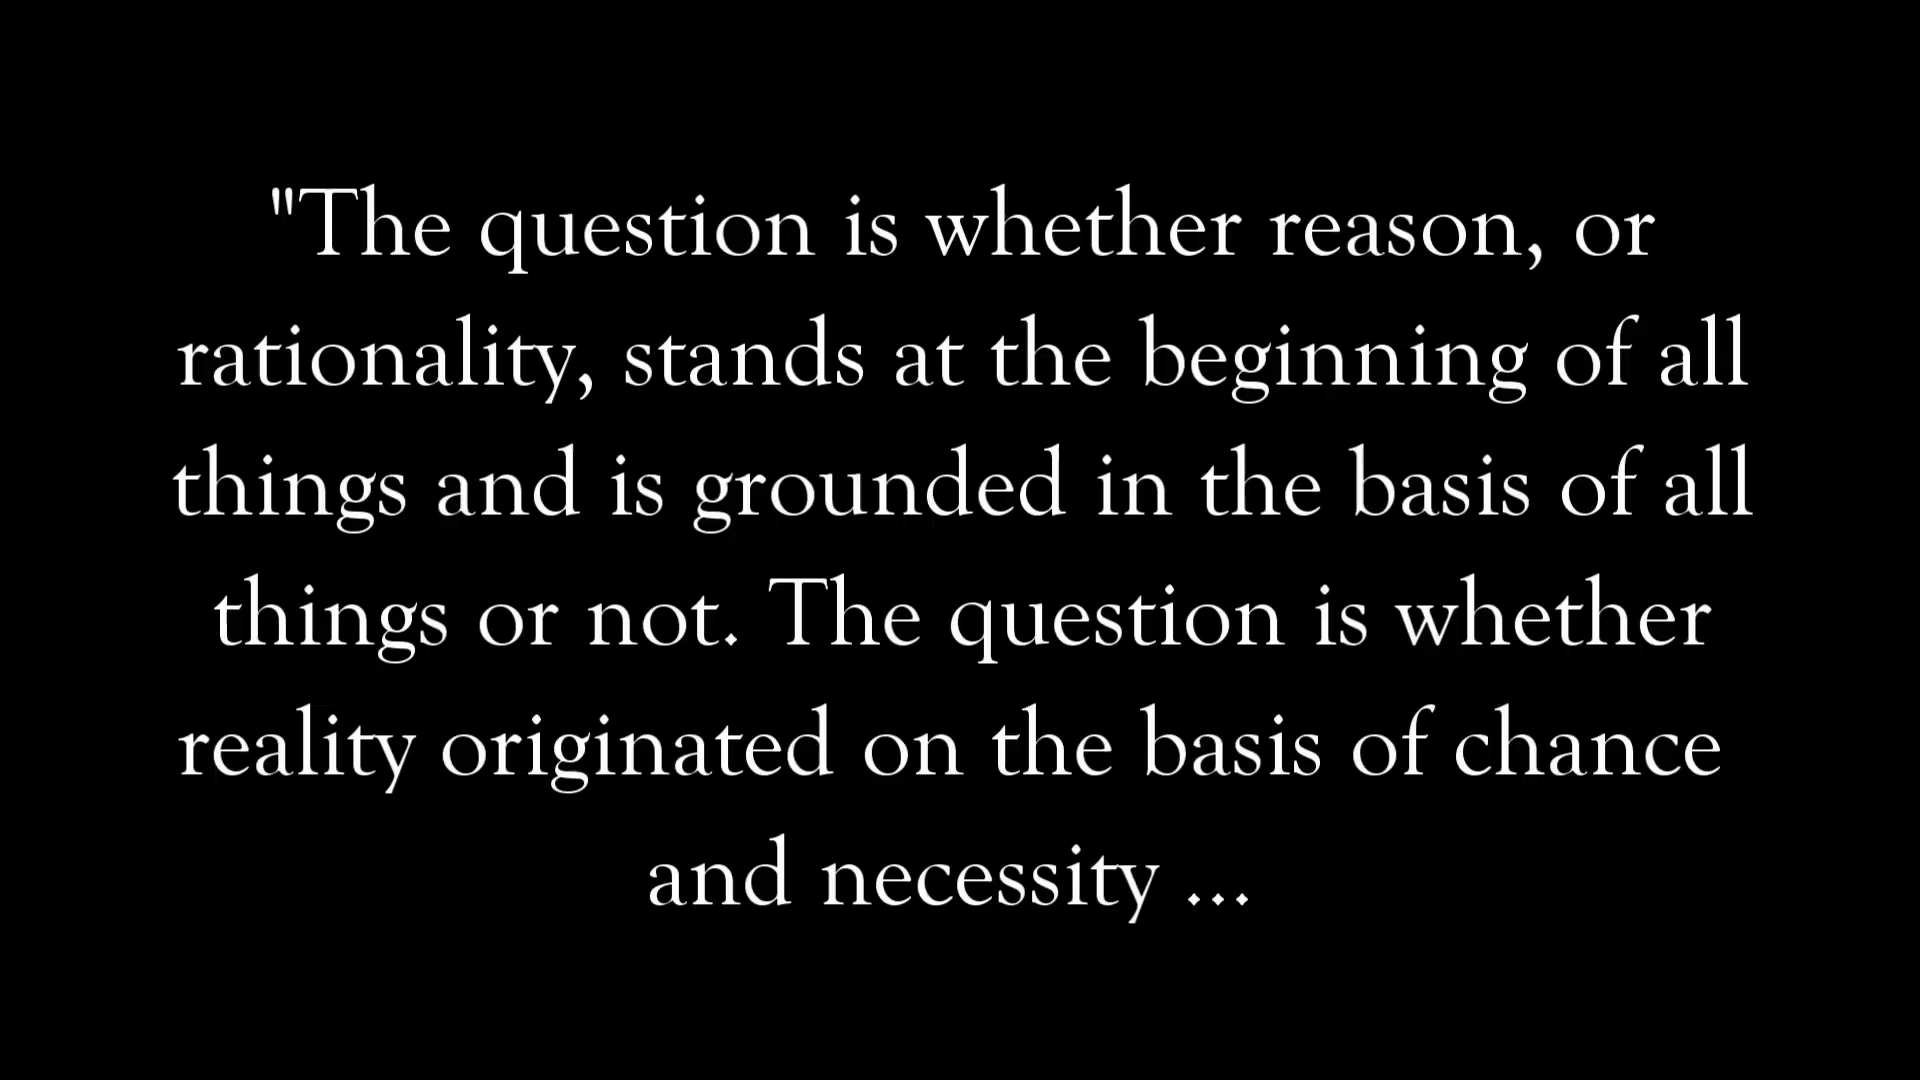 "The question is whether reason, or
rationality, stands at the beginning of all
things and is grounded in the basis of all
things or not. The question is whether
reality originated on the basis of chance
and necessity ...